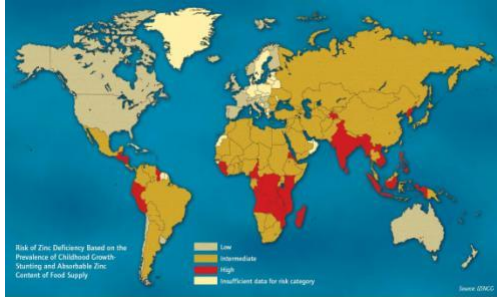 Risk of Zinc Deficiency Based on the
Prevalence of Childhood Growth-
Stunting and Absorbable Zinc
Content of Food Supply
Low
Intermediate
High
Insufficient data for risk category
Source: IZNCG